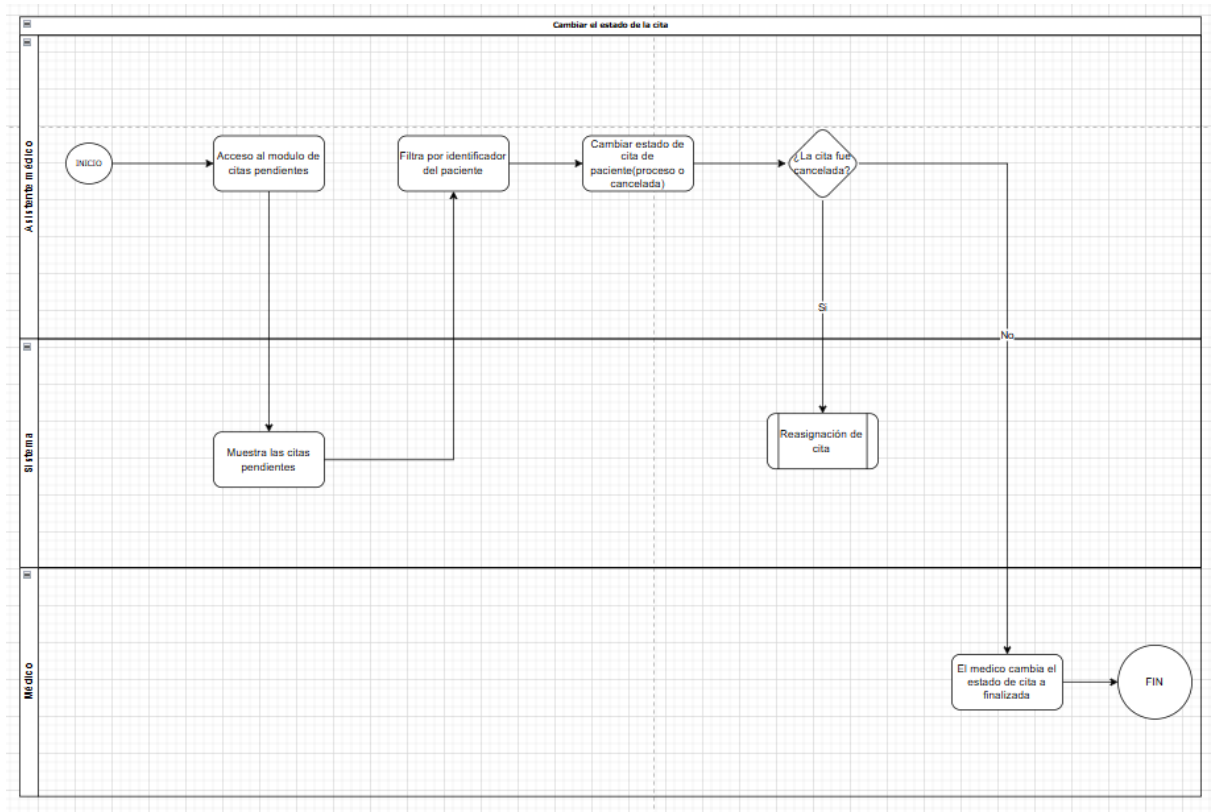 Cambiar el estado de la cita
Asistente médico
INICIO
Acceso al modulo de
citas pendientes
Filtra por identificador
del paciente
Cambiar estado de
cita de
paciente(proceso o
cancelada)
¿La cita fue
cancelada?
Si
No
Sistema
Muestra las citas
pendientes
Reasignación de
cita
Médico
El medico cambia el
estado de cita a
finalizada
FIN